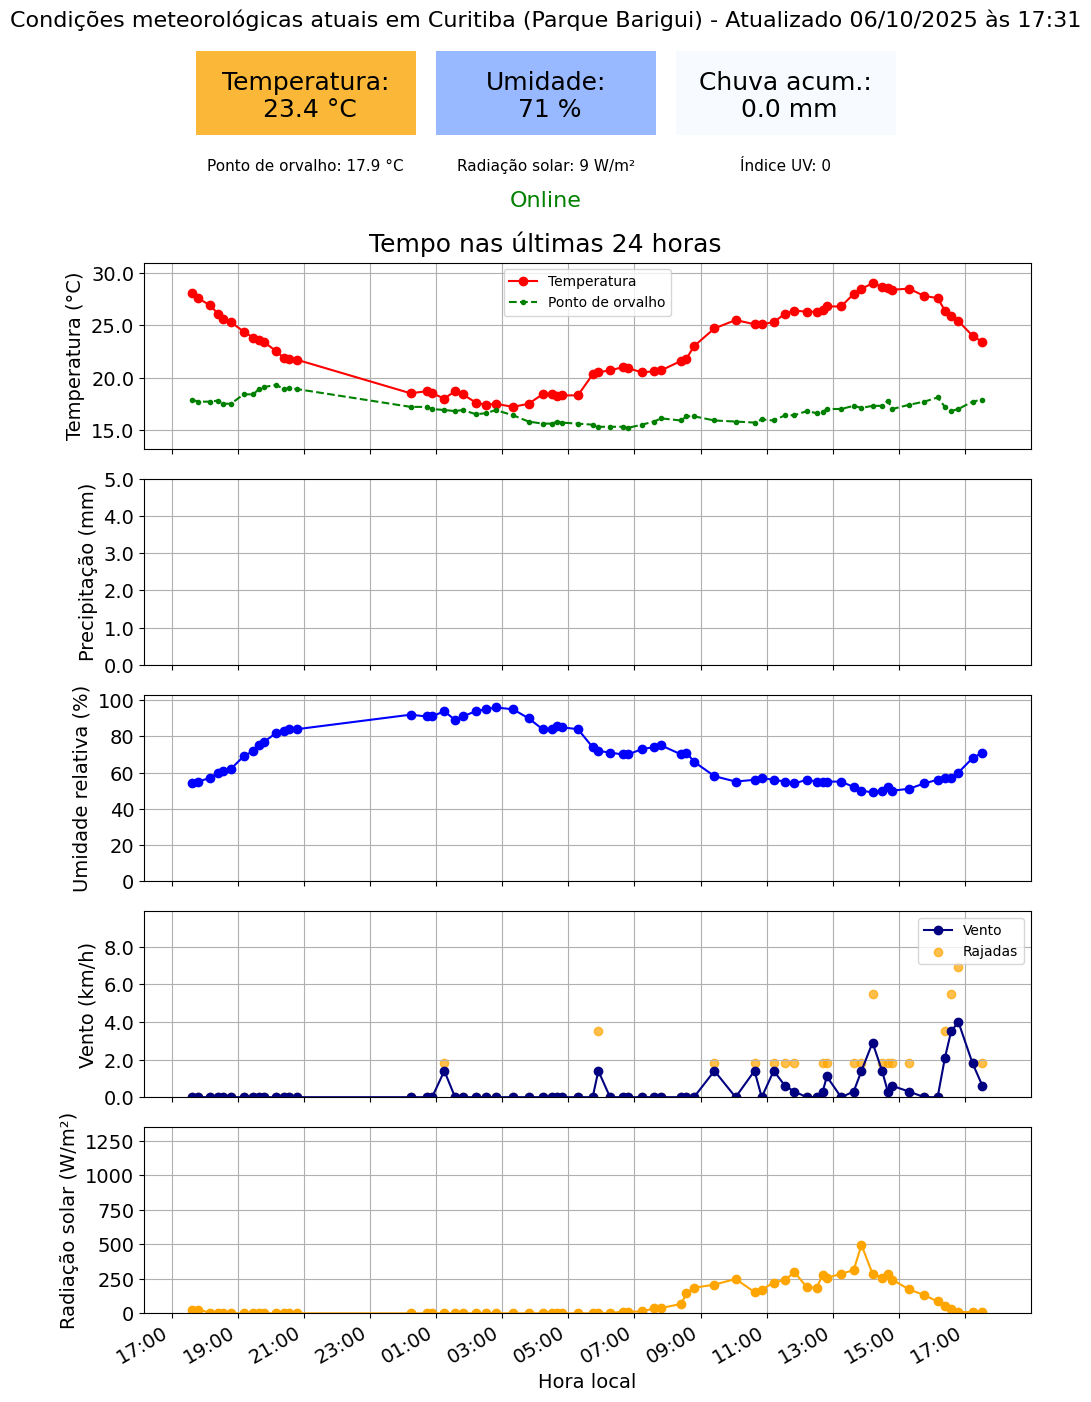 Condições meteorológicas atuais em Curitiba (Parque Barigui) - Atualizado 06/10/2025 às 17:31
Temperatura:
23.4 °C
Umidade:
71 %
Chuva acum.:
0.0 mm
Ponto de orvalho: 17.9 °C
Radiação solar: 9 W/m²
Índice UV: 0
Online
Tempo nas últimas 24 horas
Temperatura (°C)
30.0
25.0
20.0
15.0
Temperatura
Ponto de orvalho
Precipitação (mm)
5.0
4.0
3.0
2.0
1.0
0.0
Umidade relativa (%)
100
80
60
40
20
0
Vento (km/h)
8.0
6.0
4.0
2.0
0.0
Vento
Rajadas
Radiação solar (W/m²)
1250
1000
750
500
250
0
17:00
19:00
21:00
23:00
01:00
03:00
05:00
07:00
09:00
11:00
13:00
15:00
17:00
Hora local